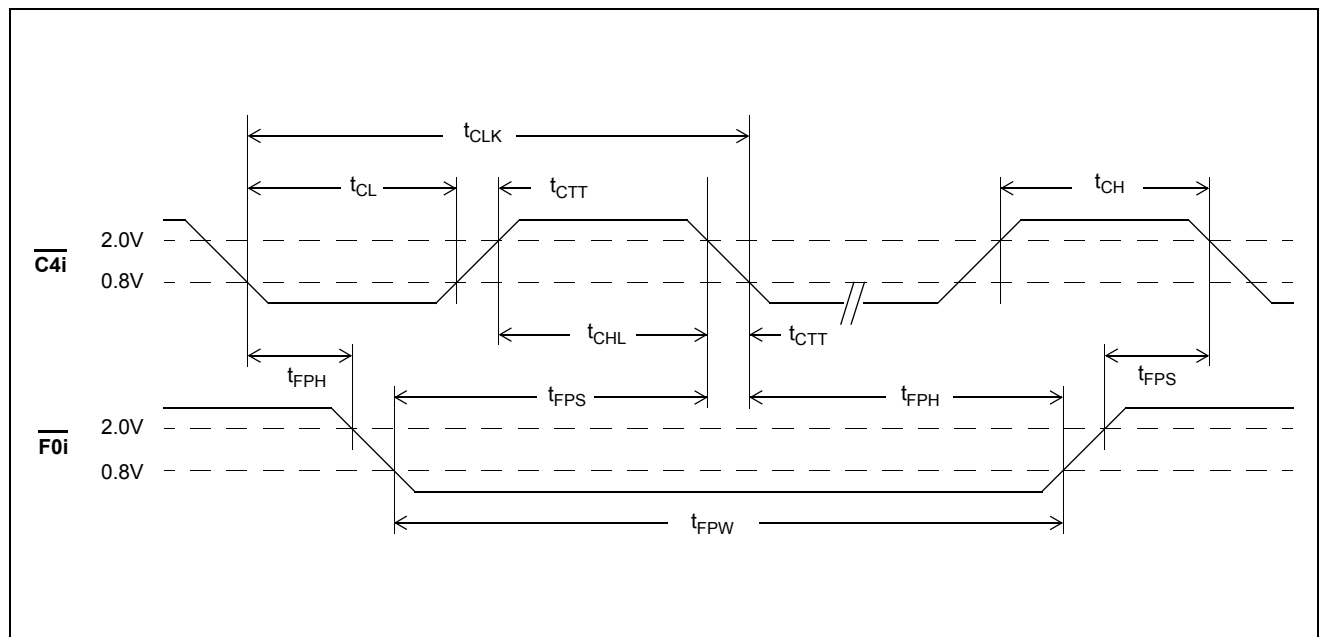 tCLK
tCL
tCTT
tCH
C4i
2.0V
0.8V
tCHL
tCTT
tFPH
tFPS
tFPS
tFPH
F0i
2.0V
0.8V
tFPW